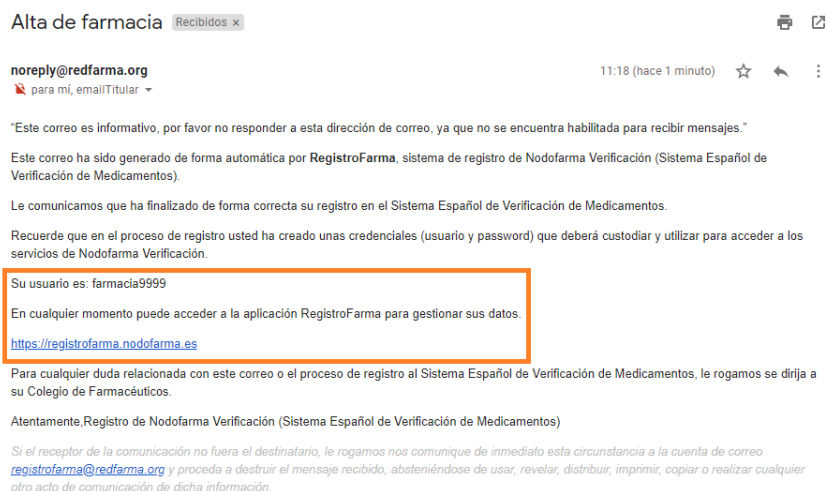 Alta de farmacia Recibidos x
noreply@redfarma.org 11:18 (hace 1 minuto)
para mí, emailTitular
“Este correo es informativo, por favor no responder a esta dirección de correo, ya que no se encuentra habilitada para recibir mensajes.”
Este correo ha sido generado de forma automática por RegistroFarma, sistema de registro de Nodofarma Verificación (Sistema Español de
Verificación de Medicamentos).
Le comunicamos que ha finalizado de forma correcta su registro en el Sistema Español de Verificación de Medicamentos.
Recuerde que en el proceso de registro usted ha creado unas credenciales (usuario y password) que deberá custodiar y utilizar para acceder a los
servicios de Nodofarma Verificación.
Su usuario es: farmacia9999
En cualquier momento puede acceder a la aplicación RegistroFarma para gestionar sus datos.
https://registrofarma.nodofarma.es
Para cualquier duda relacionada con este correo o el proceso de registro al Sistema Español de Verificación de Medicamentos, le rogamos se dirija a
su Colegio de Farmacéuticos.
Atentamente,Registro de Nodofarma Verificación (Sistema Español de Verificación de Medicamentos)
Si el receptor de la comunicación no fuera el destinatario, le rogamos nos comunique de inmediato esta circunstancia a la cuenta de correo
registrofarma@redfarma.org y proceda a destruir el mensaje recibido, absteniéndose de usar, revelar, distribuir, imprimir, copiar o realizar cualquier
otro acto de comunicación de dicha información.